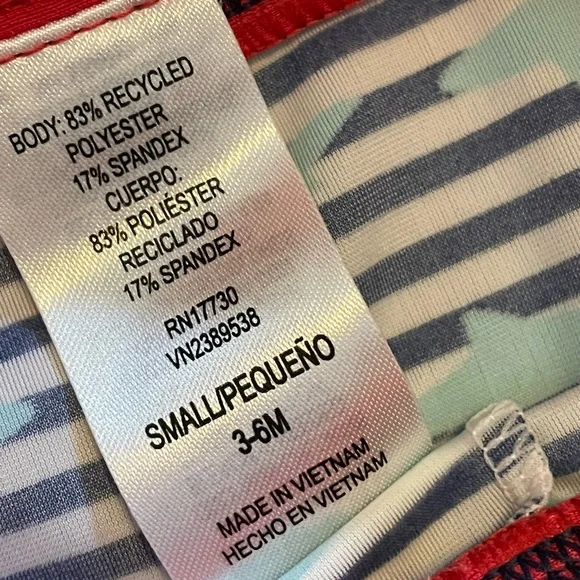 BODY: 83% RECYCLED
POLYESTER
17% SPANDEX
CUERPO:
83% POLIÉSTER
RECICLADO
17% SPANDEX
RN17730
VN2389538
SMALL/PEQUEÑO
3-6M
MADE IN VIETNAM
HECHO EN VIETNAM